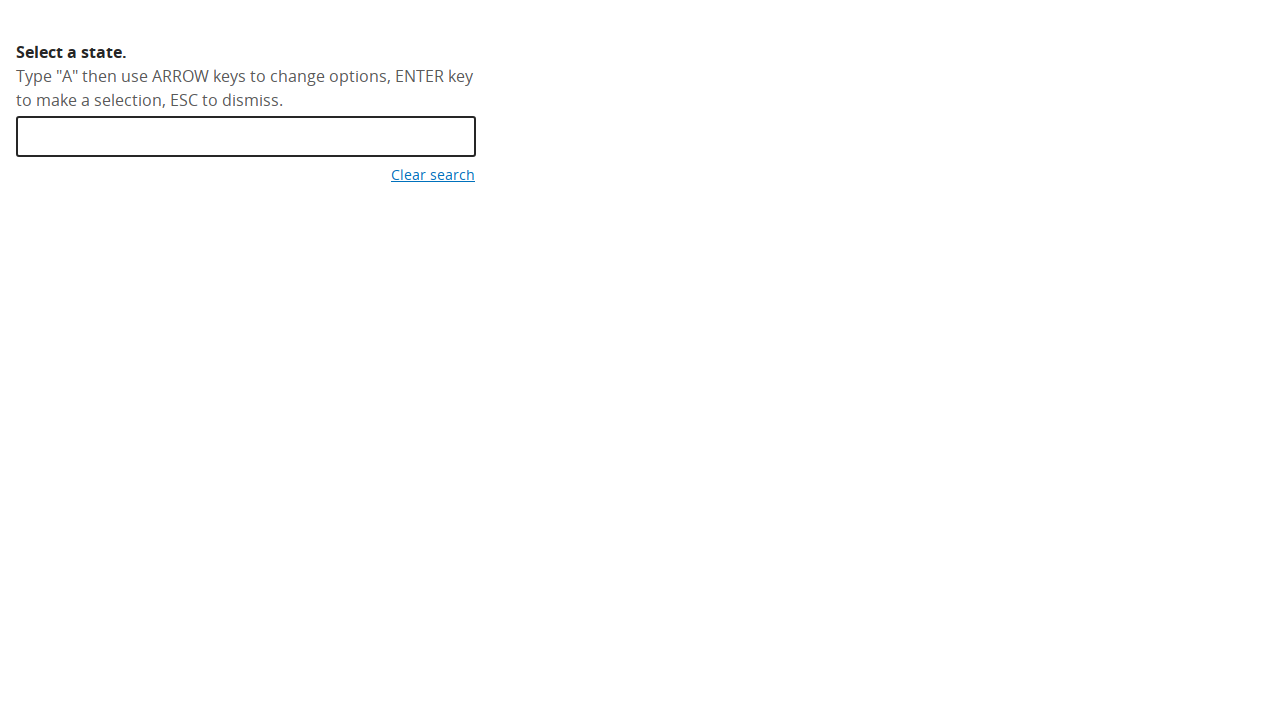 Select a state.
Type "A" then use ARROW keys to change options, ENTER key
to make a selection, ESC to dismiss.
Clear search